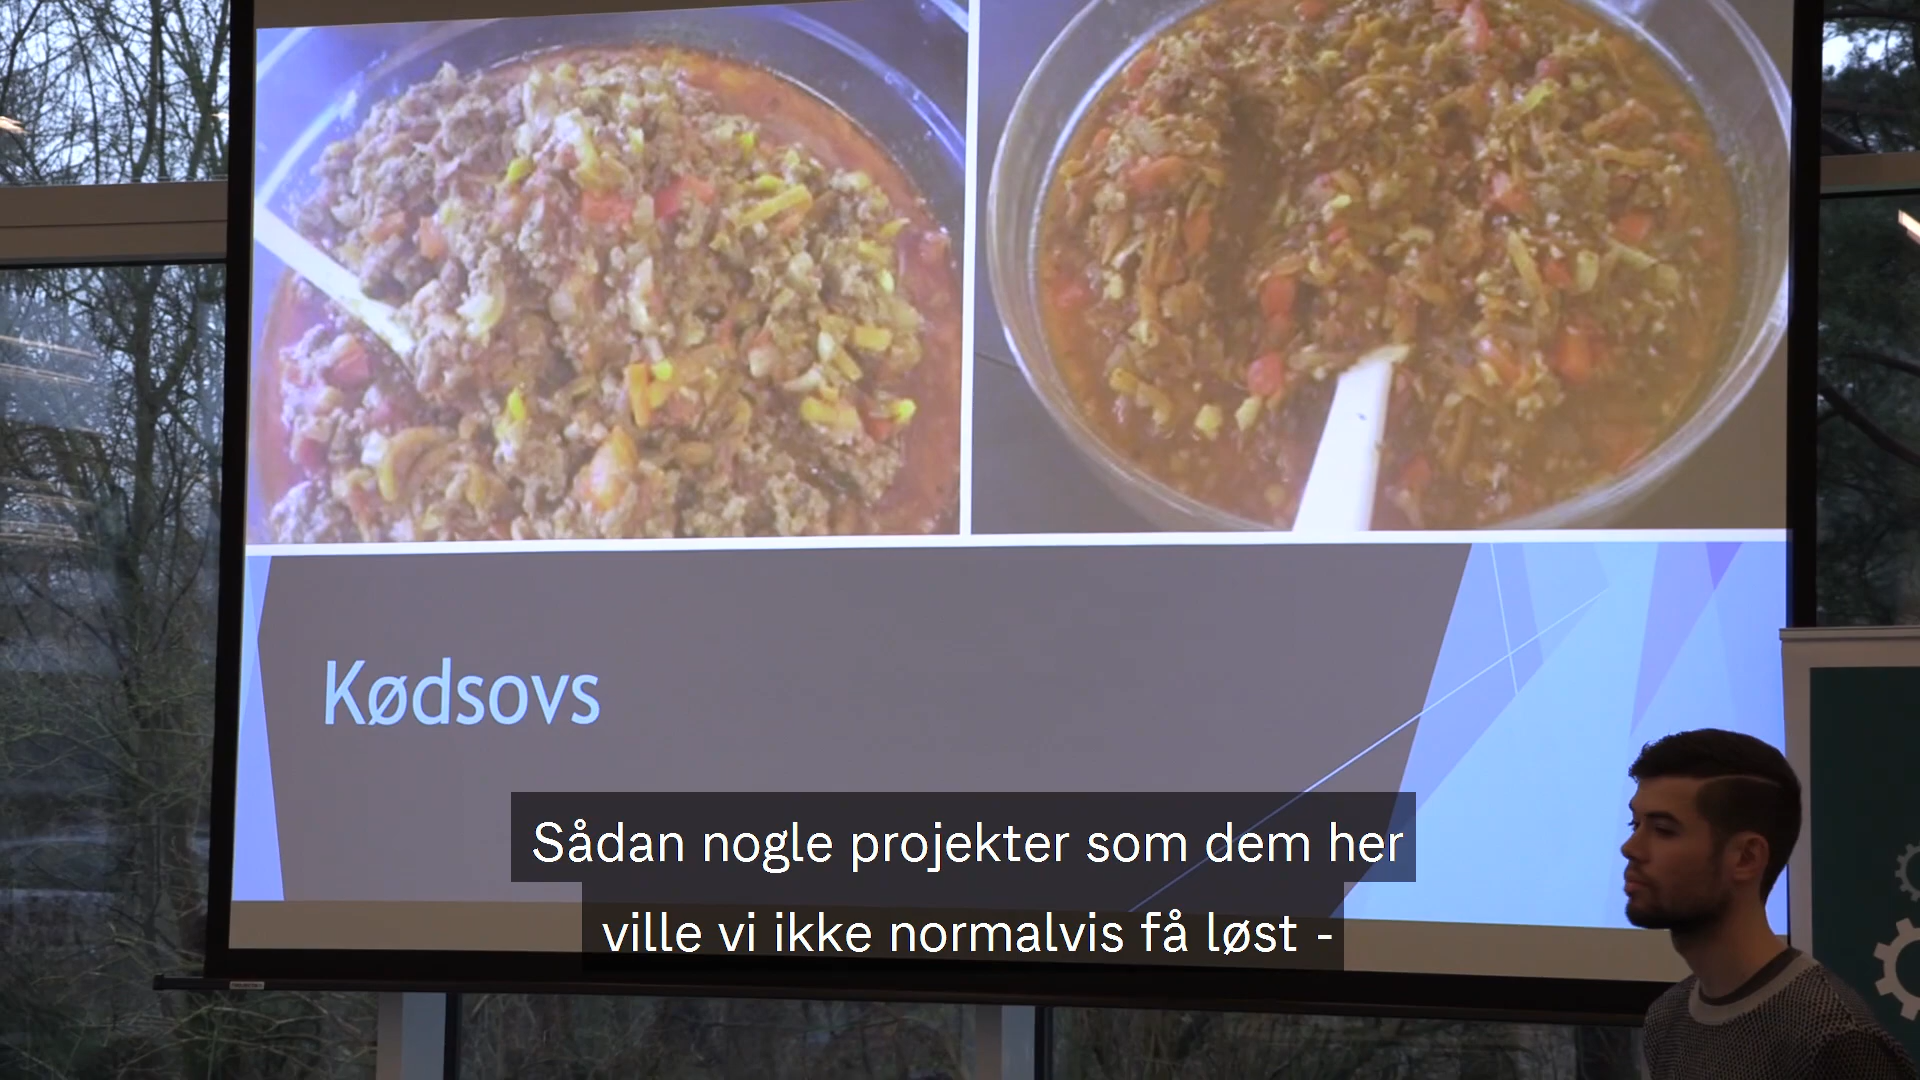 Kødsovs
Sådan nogle projekter som dem her
ville vi ikke normalvis få løst -